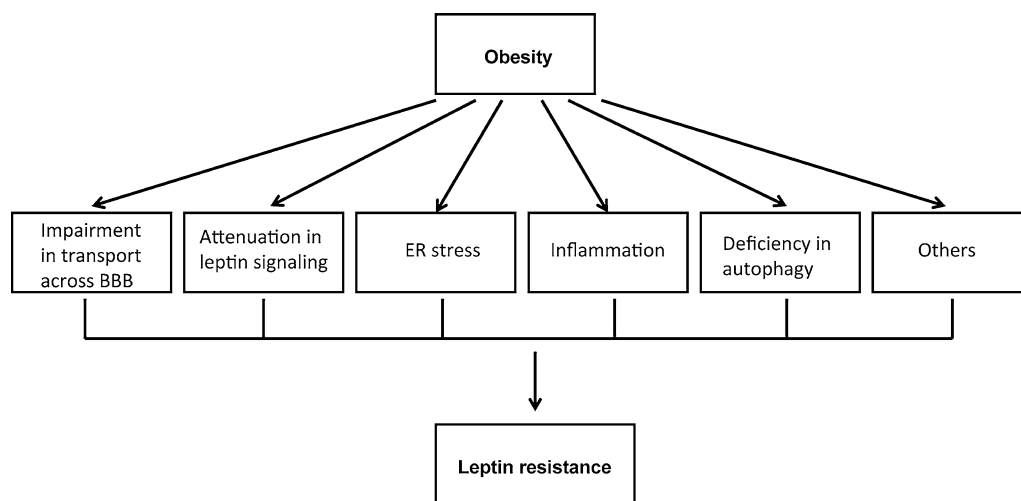 Obesity
Impairment
in transport
across BBB
Attenuation in
leptin signaling
ER stress
Inflammation
Deficiency in
autophagy
Others
Leptin resistance